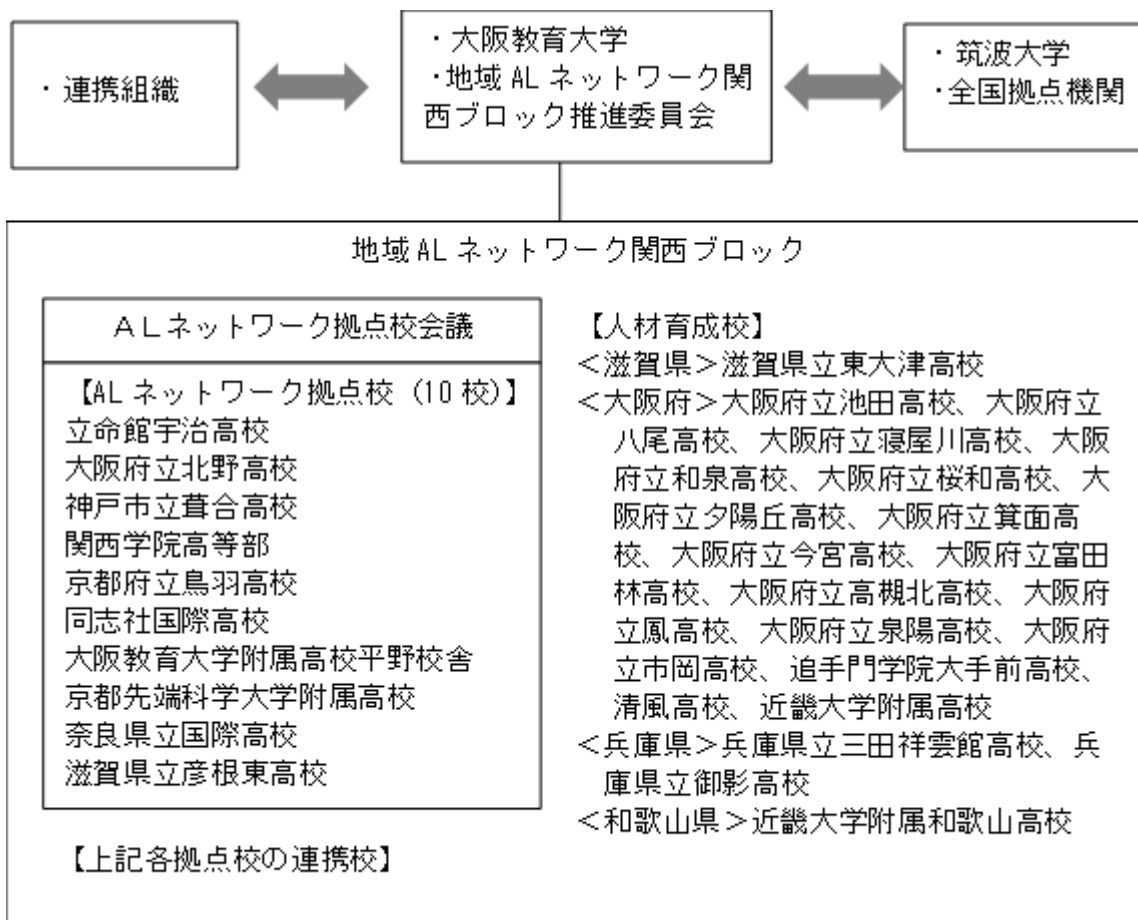 ・連携組織
・大阪教育大学
・地域ALネットワーク関
西ブロック推進委員会
・筑波大学
・全国拠点機関
地域ALネットワーク関西ブロック
ＡＬネットワーク拠点校会議
【ALネットワーク拠点校（10校）】
立命館宇治高校
大阪府立北野高校
神戸市立葺合高校
関西学院高等部
京都府立鳥羽高校
同志社国際高校
大阪教育大学附属高校平野校舎
京都先端科学大学附属高校
奈良県立国際高校
滋賀県立彦根東高校
【上記各拠点校の連携校】
【人材育成校】
＜滋賀県＞滋賀県立東大津高校
＜大阪府＞大阪府立池田高校、大阪府立
八尾高校、大阪府立寝屋川高校、大阪
府立和泉高校、大阪府立桜和高校、大
阪府立夕陽丘高校、大阪府立箕面高
校、大阪府立今宮高校、大阪府立富田
林高校、大阪府立高槻北高校、大阪府
立鳳高校、大阪府立泉陽高校、大阪府
立市岡高校、追手門学院大手前高校、
清風高校、近畿大学附属高校
＜兵庫県＞兵庫県立三田祥雲館高校、兵
庫県立御影高校
＜和歌山県＞近畿大学附属和歌山高校